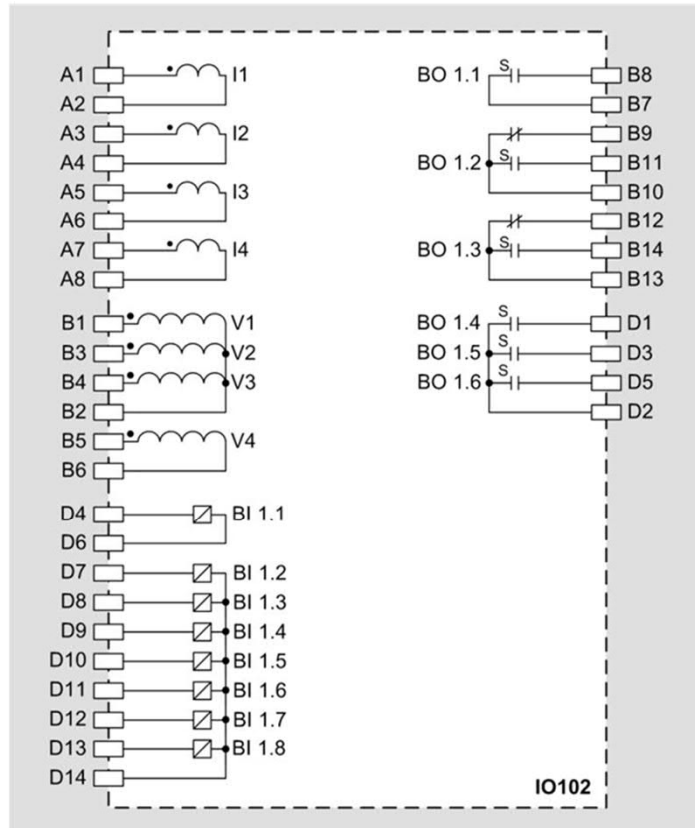 A1 I1 BO 1.1 S B8
A2 B7
A3 I2 B9
A4 BO 1.2 S B11
A5 I3 B10
A6 B12
A7 I4 BO 1.3 S B14
A8 B13
B1 V1 BO 1.4 S D1
B3 V2 BO 1.5 S D3
B4 V3 BO 1.6 S D5
B2 D2
B5 V4
B6
D4 BI 1.1
D6
D7 BI 1.2
D8 BI 1.3
D9 BI 1.4
D10 BI 1.5
D11 BI 1.6
D12 BI 1.7
D13 BI 1.8
D14
IO102